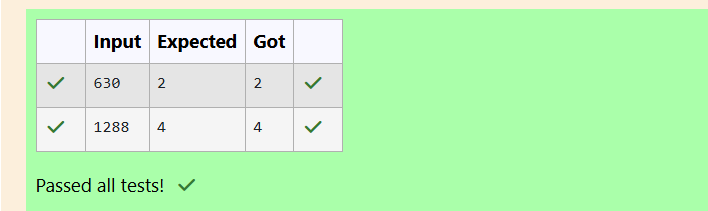 Input Expected Got
630 2 2
1288 4 4
Passed all tests!